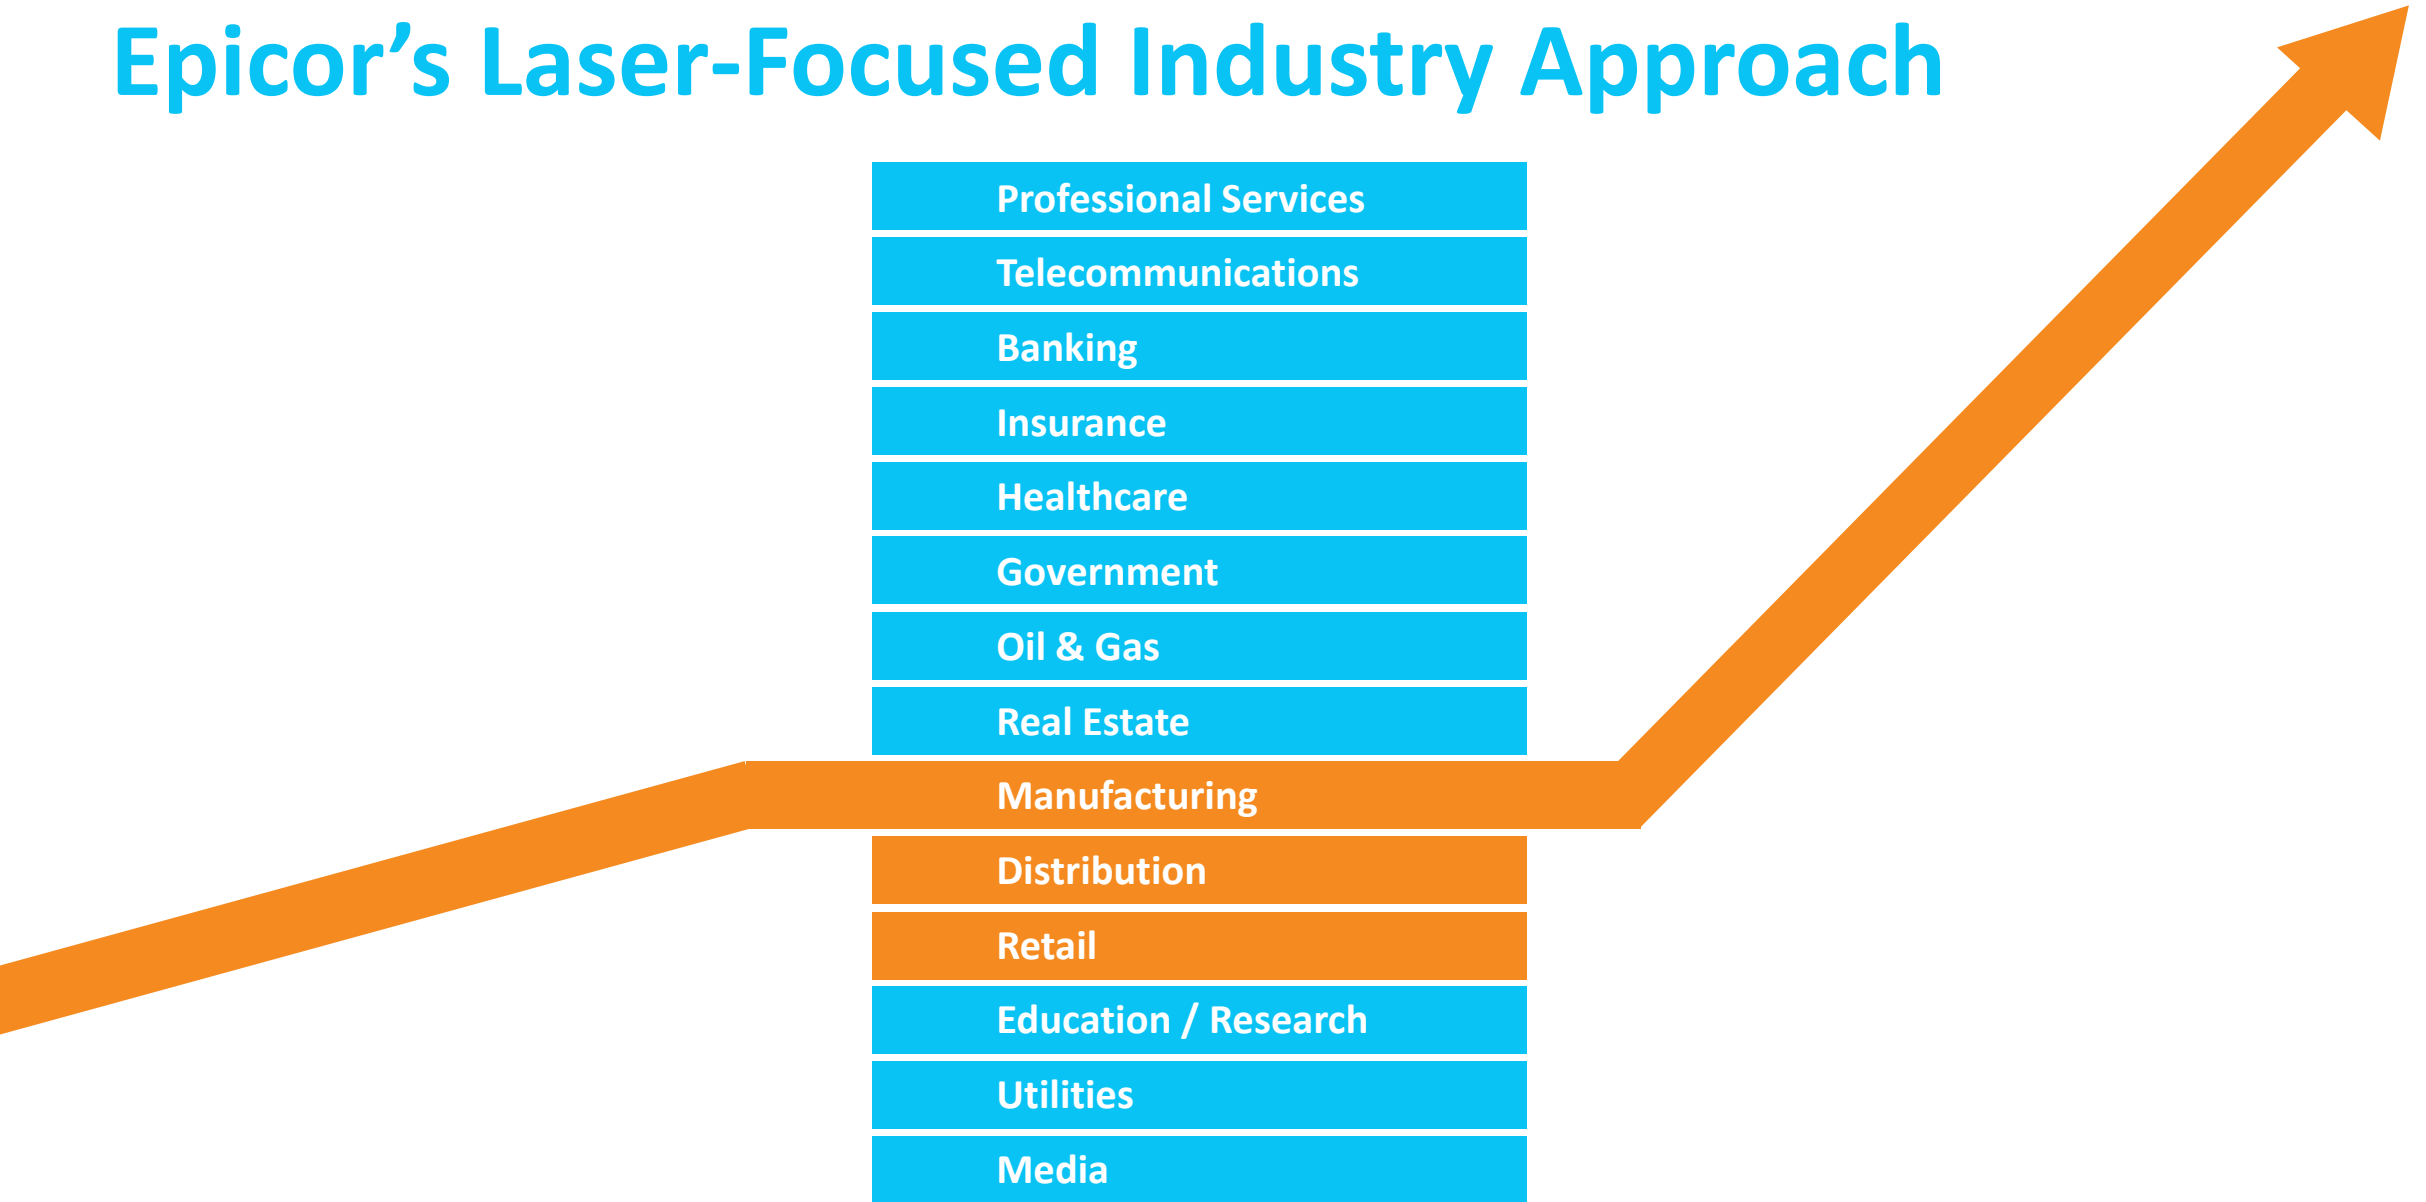 Epicor’s Laser-Focused Industry Approach
Professional Services
Telecommunications
Banking
Insurance
Healthcare
Government
Oil & Gas
Real Estate
Manufacturing
Distribution
Retail
Education / Research
Utilities
Media